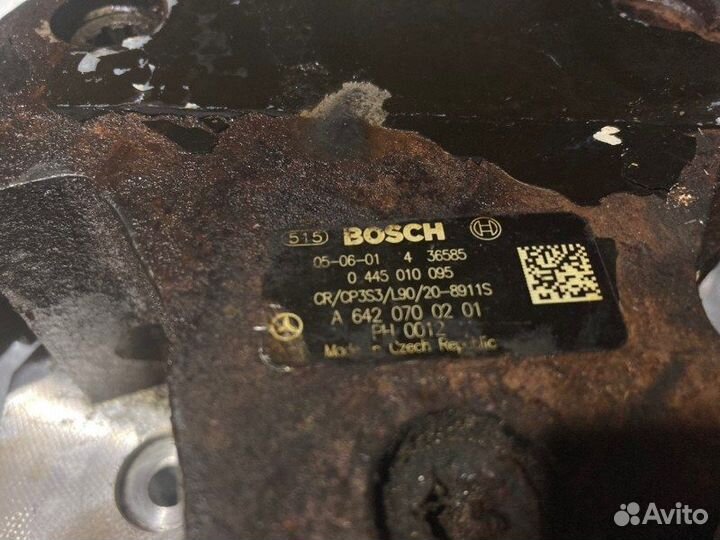 515 BOSCH
05-06-01 4 36585
0 445 010 095
CR/CP3S3/L90/20-8911S
A 642 070 02 01
PH 0012
Made in Czech Republic
Avito